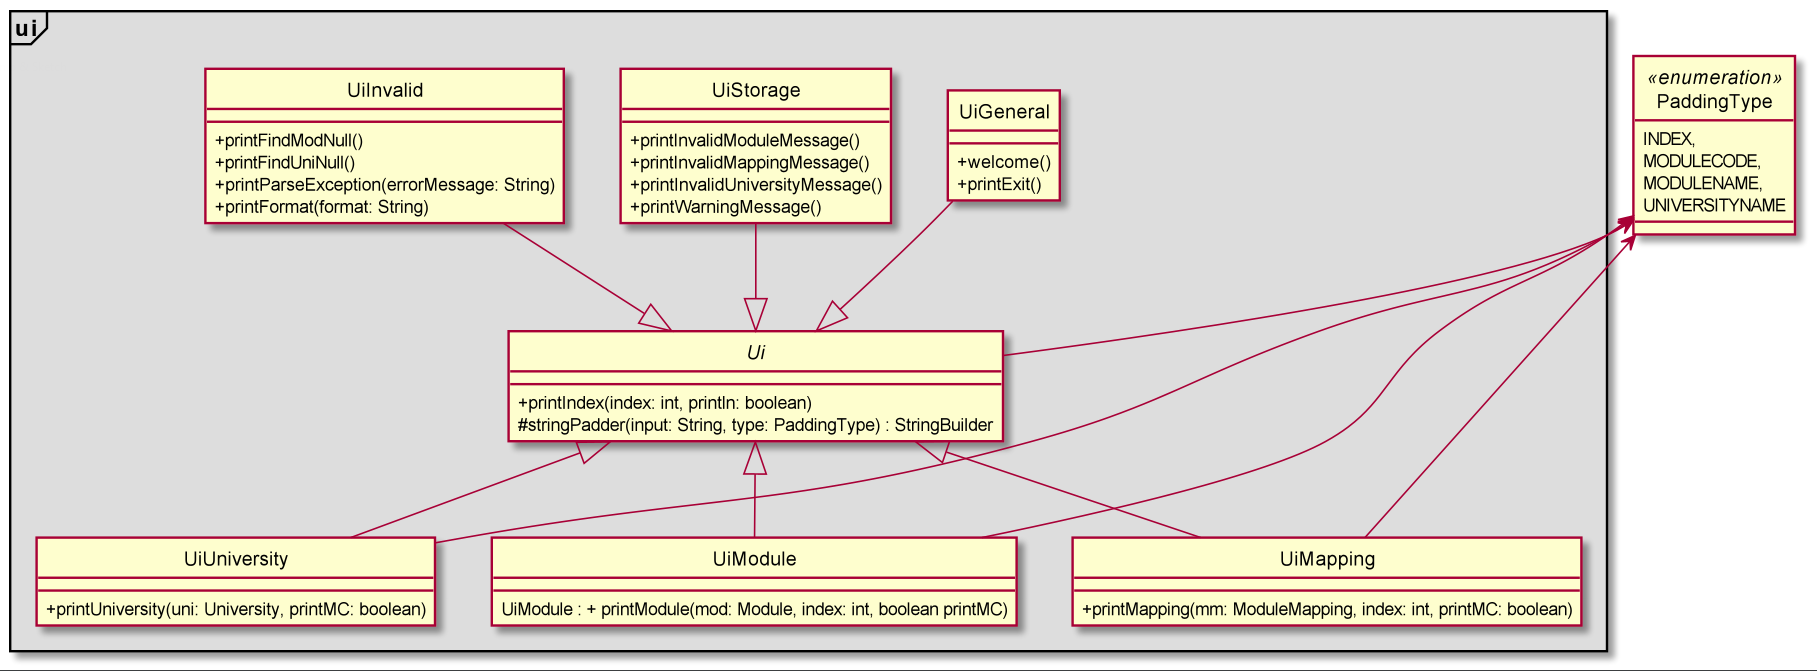 ui
UiInvalid
+printFindModNull()
+printFindUniNull()
+printParseException(errorMessage: String)
+printFormat(format: String)
UiStorage
+printInvalidModuleMessage()
+printInvalidMappingMessage()
+printInvalidUniversityMessage()
+printWarningMessage()
UiGeneral
+welcome()
+printExit()
«enumeration»
PaddingType
INDEX,
MODULECODE,
MODULENAME,
UNIVERSITYNAME
Ui
+printIndex(index: int, println: boolean)
#stringPadder(input: String, type: PaddingType) : StringBuilder
UiUniversity
+printUniversity(uni: University, printMC: boolean)
UiModule
UiModule : + printModule(mod: Module, index: int, boolean printMC)
UiMapping
+printMapping(mm: ModuleMapping, index: int, printMC: boolean)